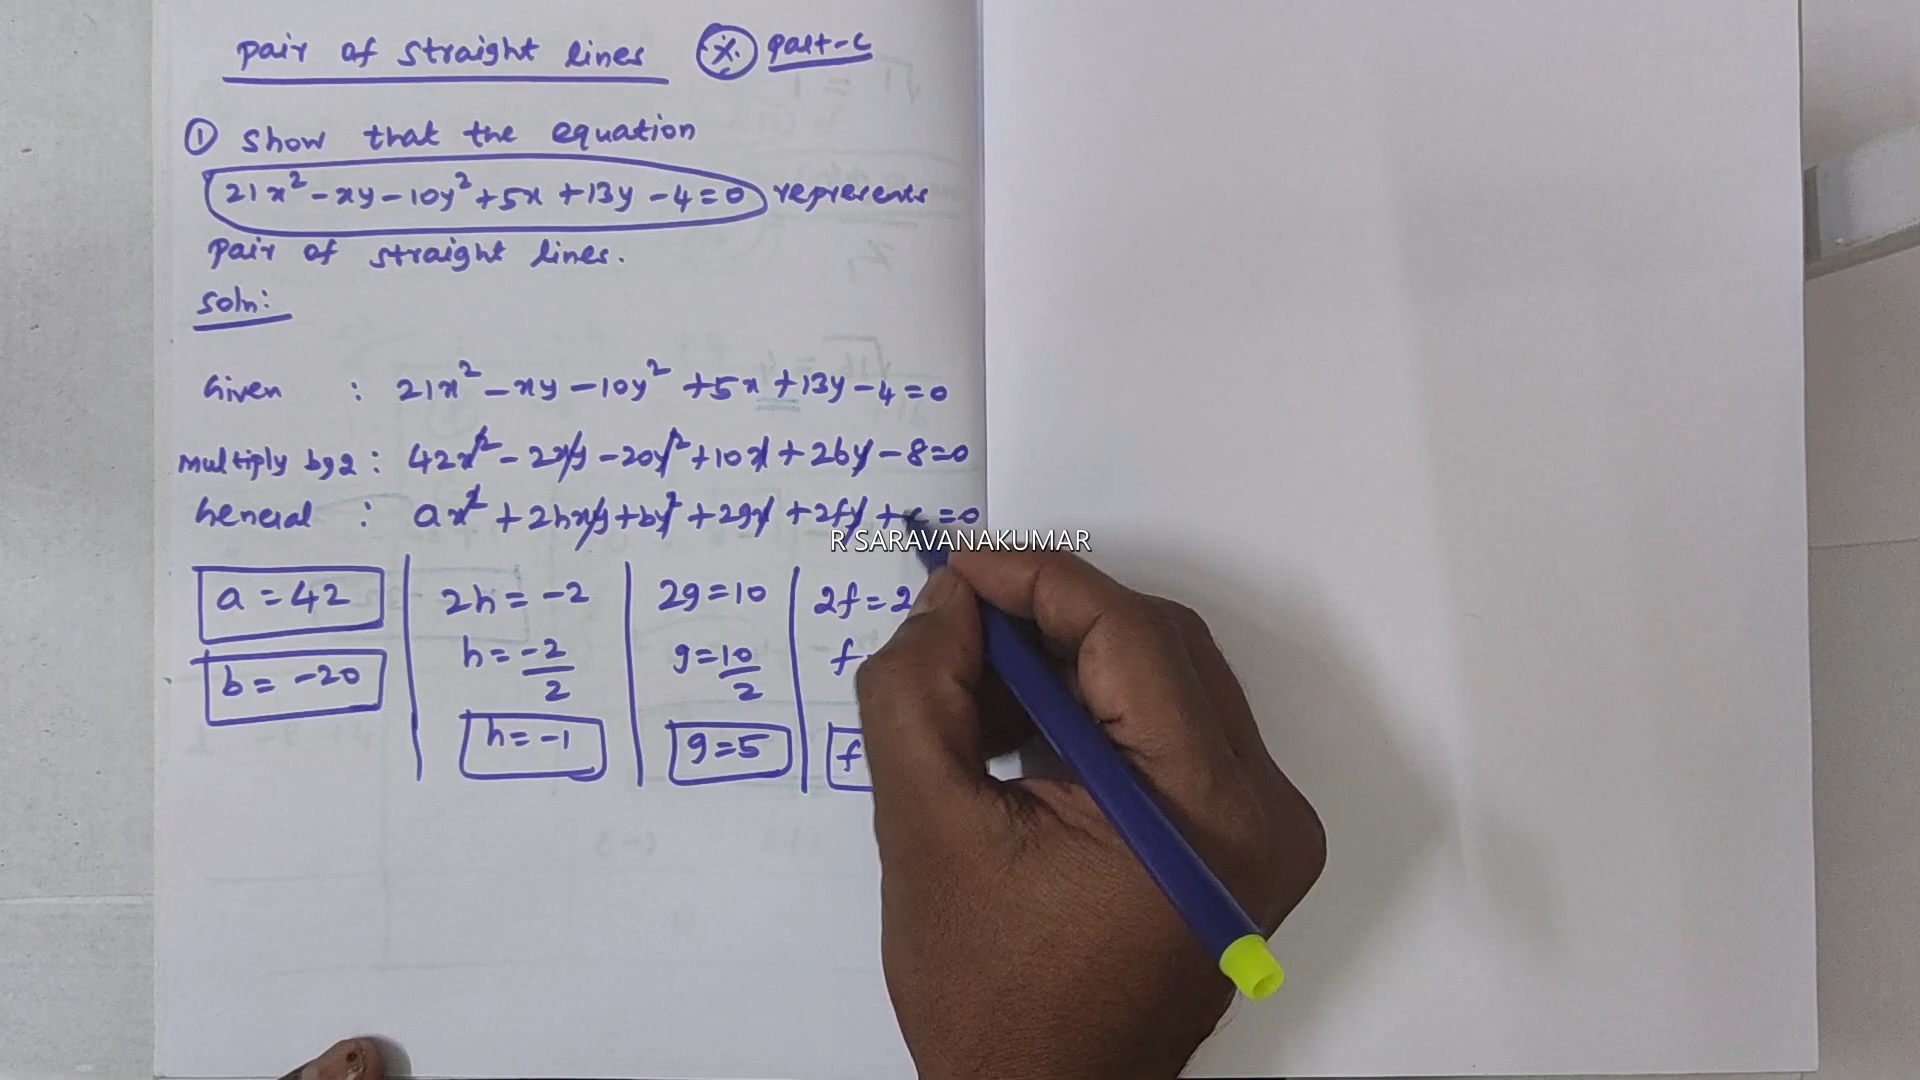 pair of straight lines X. part-c
① Show that the equation
21x² - xy - 10y² + 5x + 13y - 4 = 0 represents
pair of straight lines.
Soln:
Given : 21x² - xy - 10y² + 5x + 13y - 4 = 0
Multiply by 2 : 42x² - 2xy - 20y² + 10x + 26y - 8 = 0
General : ax² + 2hxy + by² + 2gx + 2fy + c = 0
R SARAVANAKUMAR
a = 42 2h = -2 2g = 10 2f = 2
b = -20 h = -2/2 g = 10/2 f
h = -1 g = 5 f